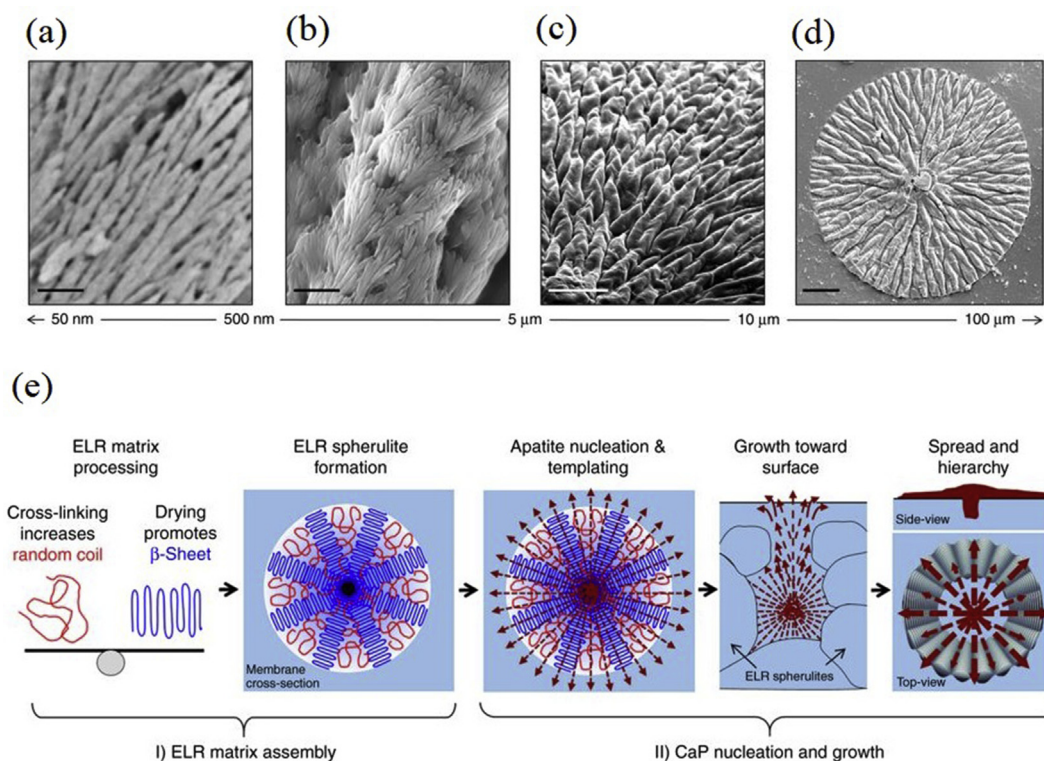 (a)
(b)
(c)
(d)
50 nm
500 nm
5 µm
10 µm
100 µm
(e)
ELR matrix
processing
Cross-linking
increases
random coil
Drying
promotes
β-Sheet
ELR spherulite
formation
Membrane
cross-section
Apatite nucleation &
templating
Growth toward
surface
ELR spherulites
Spread and
hierarchy
Side-view
Top-view
I) ELR matrix assembly
II) CaP nucleation and growth